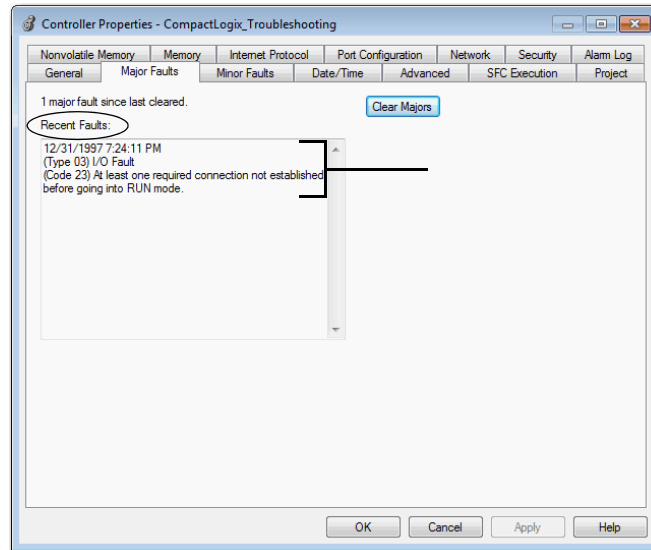 Controller Properties - CompactLogix_Troubleshooting
Nonvolatile Memory Memory Internet Protocol Port Configuration Network Security Alarm Log
General Major Faults Minor Faults Date/Time Advanced SFC Execution Project
1 major fault since last cleared.
Clear Majors
Recent Faults:
12/31/1997 7:24:11 PM
(Type 03) I/O Fault
(Code 23) At least one required connection not established
before going into RUN mode.
OK Cancel Apply Help